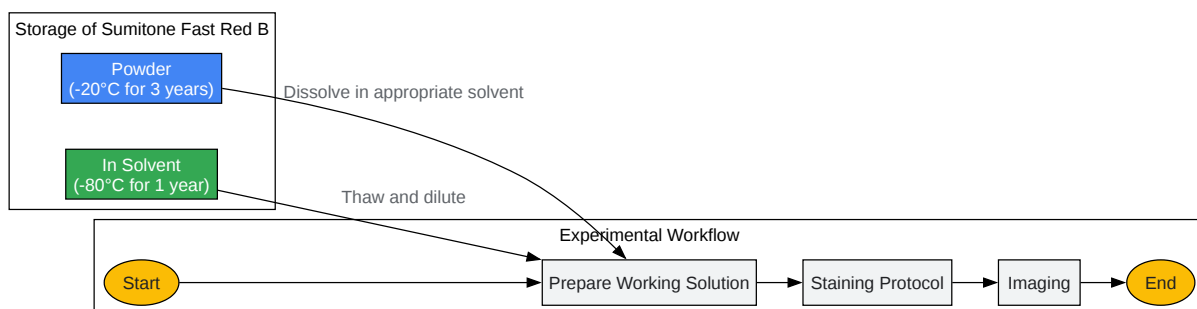 Storage of Sumitone Fast Red B
Powder
(-20°C for 3 years)
Dissolve in appropriate solvent
In Solvent
(-80°C for 1 year)
Thaw and dilute
Experimental Workflow
Start
Prepare Working Solution
Staining Protocol
Imaging
End